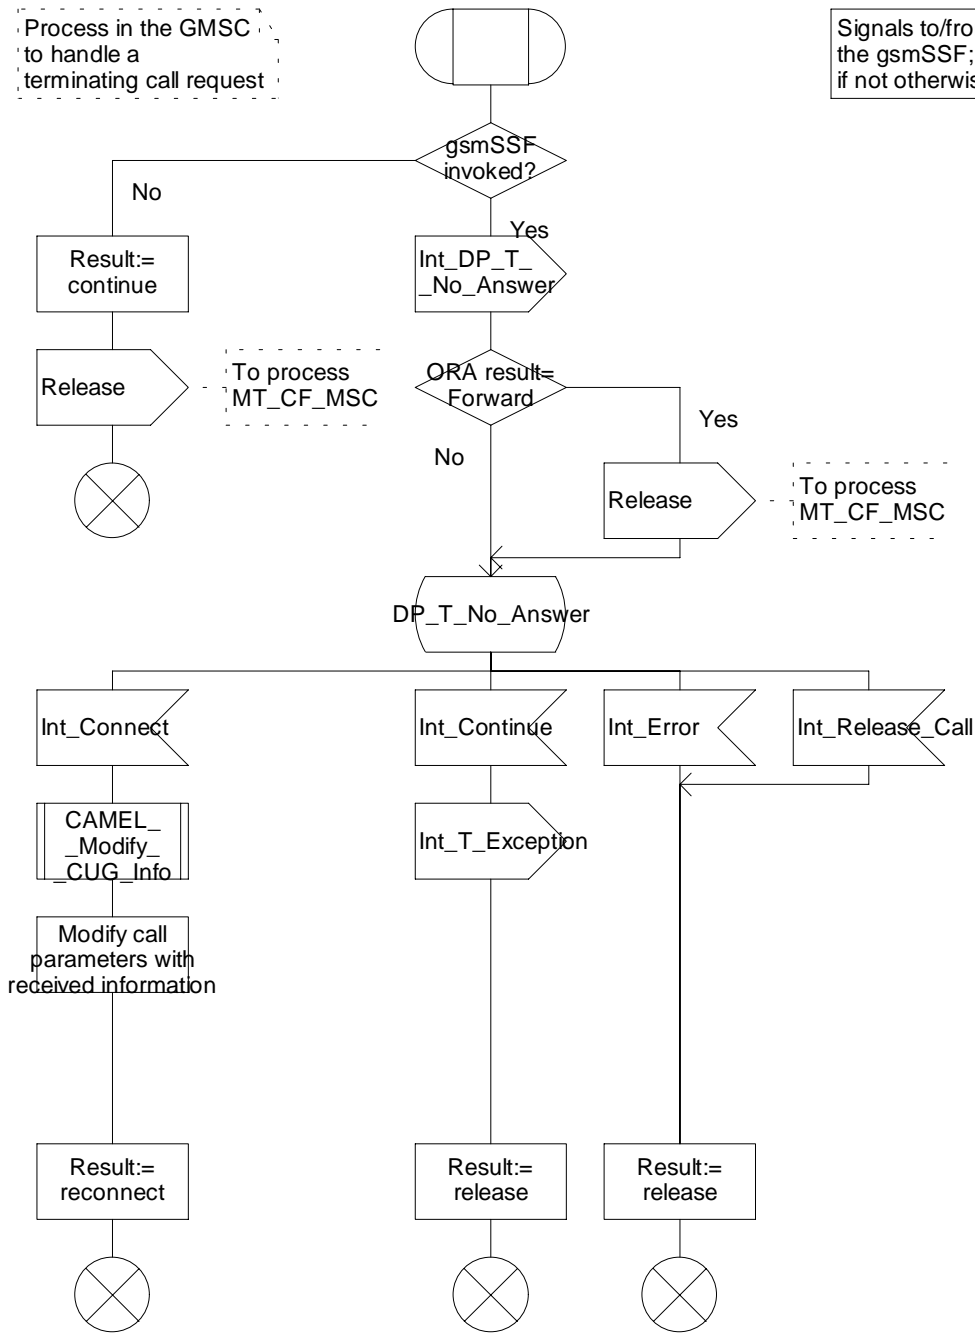 Process in the GMSC
to handle a
terminating call request
Signals to/fro
the gsmSSF;
if not otherwis
gsmSSF
invoked?
No
Yes
Result:=
continue
Int_DP_T_
_No_Answer
Release
To process
MT_CF_MSC
ORA result=
Forward
Yes
No
Release
To process
MT_CF_MSC
DP_T_No_Answer
Int_Connect
Int_Continue
Int_Error
Int_Release_Call
CAMEL_
_Modify_
_CUG_Info
Int_T_Exception
Modify call
parameters with
received information
Result:=
reconnect
Result:=
release
Result:=
release